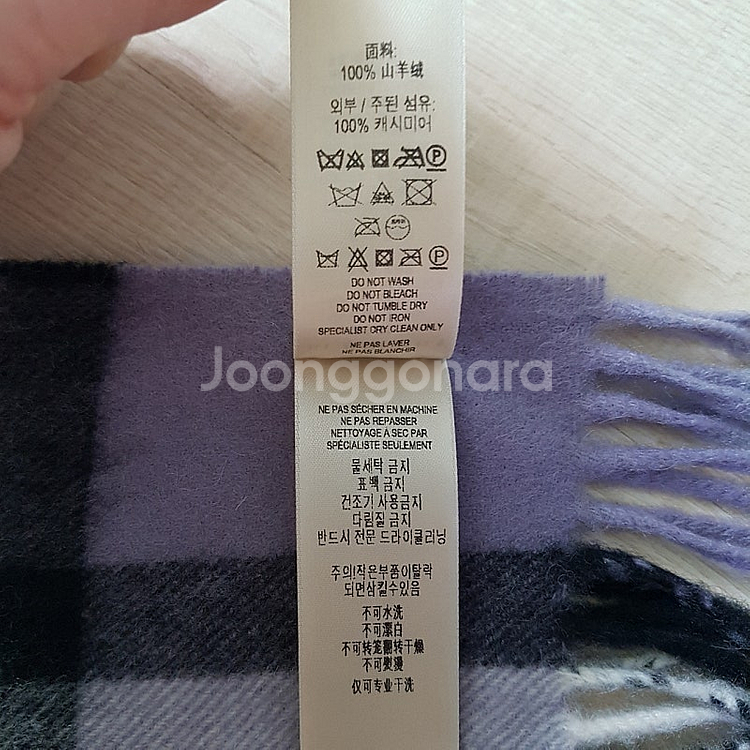 面料:
100% 山羊绒
외부 / 주된 섬유:
100% 캐시미어
DO NOT WASH
DO NOT BLEACH
DO NOT TUMBLE DRY
DO NOT IRON
SPECIALIST DRY CLEAN ONLY
NE PAS LAVER
NE PAS BLANCHIR
Joonggonara
NE PAS SÉCHER EN MACHINE
NE PAS REPASSER
NETTOYAGE À SEC PAR
SPÉCIALISTE SEULEMENT
물세탁 금지
표백 금지
건조기 사용금지
다림질 금지
반드시 전문 드라이클리닝
주의!작은부품이탈락
되면삼킬수있음
不可水洗
不可漂白
不可转笼翻转干燥
不可熨烫
仅可专业干洗